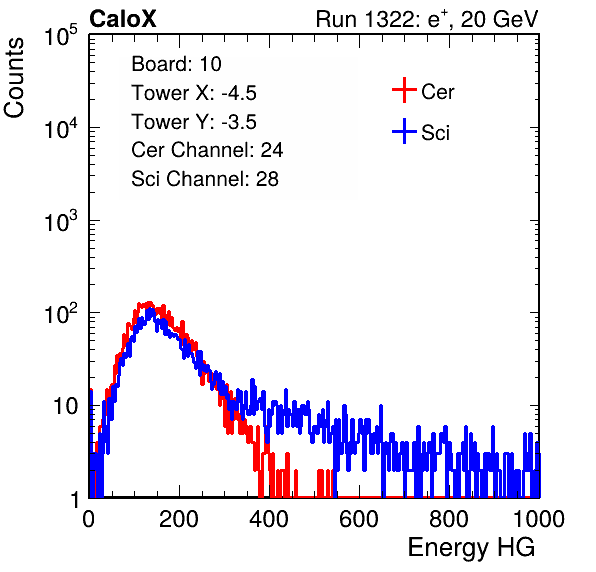 CaloX Run 1322: e⁺, 20 GeV
Counts
Board: 10
Tower X: -4.5
Tower Y: -3.5
Cer Channel: 24
Sci Channel: 28
Cer
Sci
10⁵
10⁴
10³
10²
10
1
0 200 400 600 800 1000
Energy HG